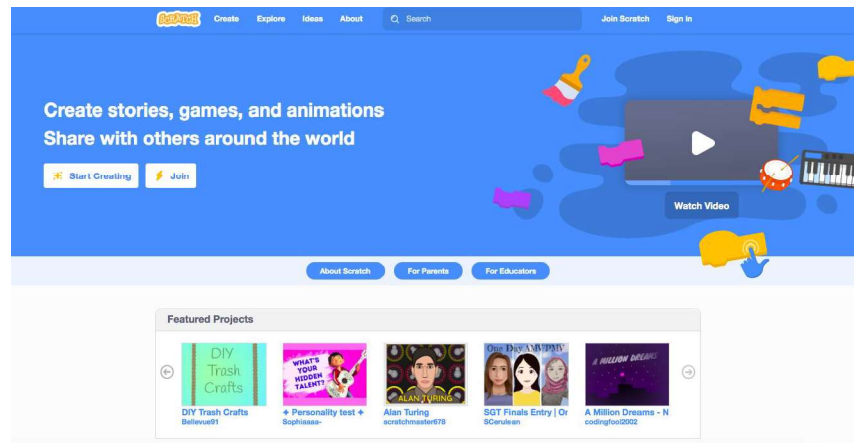 SCRATCH Create Explore Ideas About Search Join Scratch Sign in
Create stories, games, and animations
Share with others around the world
Start Creating Join
Watch Video
About Scratch For Parents For Educators
Featured Projects
DIY
Trash
Crafts
WHAT'S
YOUR
HIDDEN
TALENT?
ALAN TURING
One Day AMV/PMV
A MILLION DREAMS
DIY Trash Crafts ✦ Personality test ✦ Alan Turing SGT Finals Entry | Or A Million Dreams - N
Bellevue91 Sophiaaaa- scratchmaster678 SCerulean codingfool2002